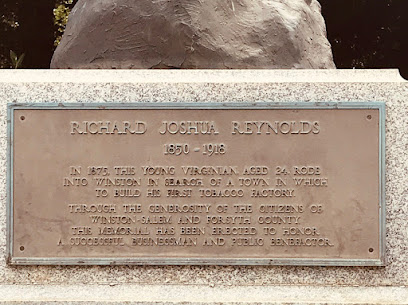 RICHARD JOSHUA REYNOLDS
1850 - 1918
IN 1875, THIS YOUNG VIRGINIAN, AGED 24, RODE
INTO WINSTON IN SEARCH OF A TOWN IN WHICH
TO BUILD HIS FIRST TOBACCO FACTORY.
THROUGH THE GENEROSITY OF THE CITIZENS OF
WINSTON-SALEM AND FORSYTH COUNTY
THIS MEMORIAL HAS BEEN ERECTED TO HONOR
A SUCCESSFUL BUSINESSMAN AND PUBLIC BENEFACTOR.